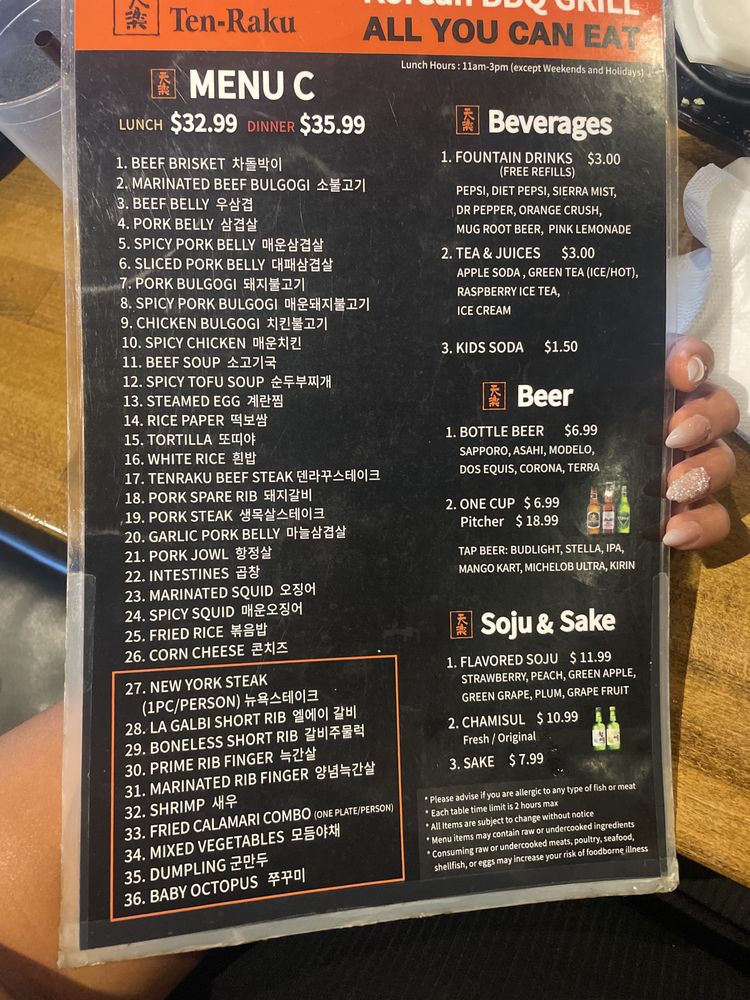 天楽
Ten-Raku
Korean BBQ GRILL
ALL YOU CAN EAT
Lunch Hours : 11am-3pm (except Weekends and Holidays)
天楽 MENU C
LUNCH $32.99 DINNER $35.99
1. BEEF BRISKET 차돌박이
2. MARINATED BEEF BULGOGI 소불고기
3. BEEF BELLY 우삼겹
4. PORK BELLY 삼겹살
5. SPICY PORK BELLY 매운삼겹살
6. SLICED PORK BELLY 대패삼겹살
7. PORK BULGOGI 돼지불고기
8. SPICY PORK BULGOGI 매운돼지불고기
9. CHICKEN BULGOGI 치킨불고기
10. SPICY CHICKEN 매운치킨
11. BEEF SOUP 소고기국
12. SPICY TOFU SOUP 순두부찌개
13. STEAMED EGG 계란찜
14. RICE PAPER 떡보쌈
15. TORTILLA 또띠야
16. WHITE RICE 흰밥
17. TENRAKU BEEF STEAK 덴라꾸스테이크
18. PORK SPARE RIB 돼지갈비
19. PORK STEAK 생목살스테이크
20. GARLIC PORK BELLY 마늘삼겹살
21. PORK JOWL 항정살
22. INTESTINES 곱창
23. MARINATED SQUID 오징어
24. SPICY SQUID 매운오징어
25. FRIED RICE 볶음밥
26. CORN CHEESE 콘치즈
27. NEW YORK STEAK
(1PC/PERSON) 뉴욕스테이크
28. LA GALBI SHORT RIB 엘에이 갈비
29. BONELESS SHORT RIB 갈비주물럭
30. PRIME RIB FINGER 늑간살
31. MARINATED RIB FINGER 양념늑간살
32. SHRIMP 새우
33. FRIED CALAMARI COMBO (ONE PLATE/PERSON)
34. MIXED VEGETABLES 모듬야채
35. DUMPLING 군만두
36. BABY OCTOPUS 쭈꾸미
天楽 Beverages
1. FOUNTAIN DRINKS $3.00
(FREE REFILLS)
PEPSI, DIET PEPSI, SIERRA MIST,
DR PEPPER, ORANGE CRUSH,
MUG ROOT BEER, PINK LEMONADE
2. TEA & JUICES $3.00
APPLE SODA , GREEN TEA (ICE/HOT),
RASPBERRY ICE TEA,
ICE CREAM
3. KIDS SODA $1.50
天楽 Beer
1. BOTTLE BEER $6.99
SAPPORO, ASAHI, MODELO,
DOS EQUIS, CORONA, TERRA
2. ONE CUP $ 6.99
Pitcher $ 18.99
TAP BEER: BUDLIGHT, STELLA, IPA,
MANGO KART, MICHELOB ULTRA, KIRIN
天楽 Soju & Sake
1. FLAVORED SOJU $ 11.99
STRAWBERRY, PEACH, GREEN APPLE,
GREEN GRAPE, PLUM, GRAPE FRUIT
2. CHAMISUL $ 10.99
Fresh / Original
3. SAKE $ 7.99
* Please advise if you are allergic to any type of fish or meat
* Each table time limit is 2 hours max
* All Items are subject to change without notice
* Menu items may contain raw or undercooked ingredients
* Consuming raw or undercooked meats, poultry, seafood,
shellfish, or eggs may increase your risk of foodborne illness